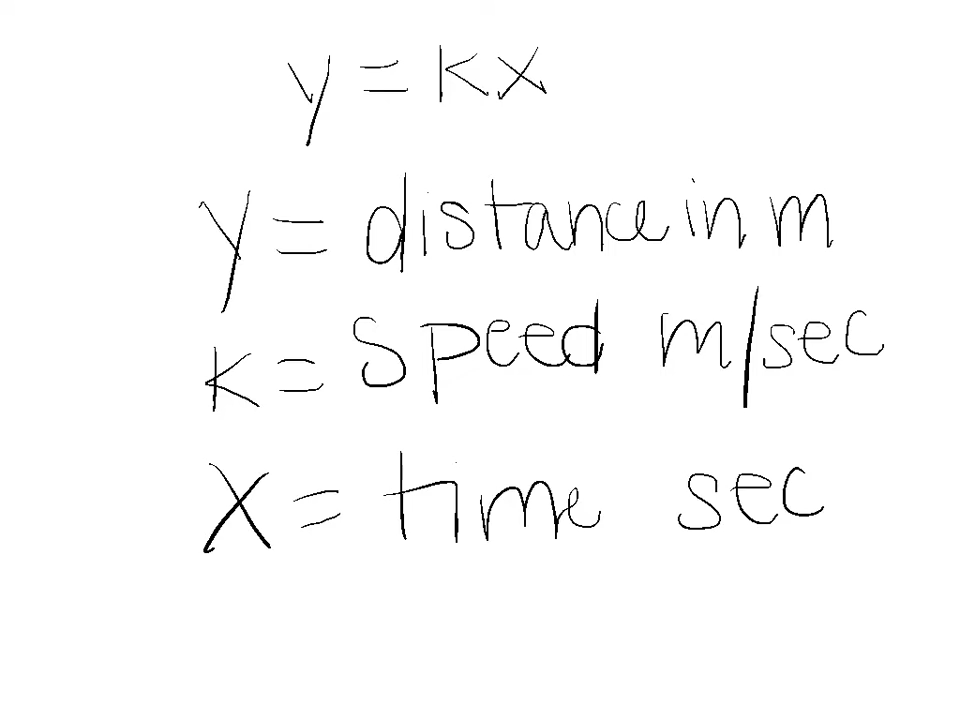 y = kx
y = distance in m
k = speed m/sec
x = time sec